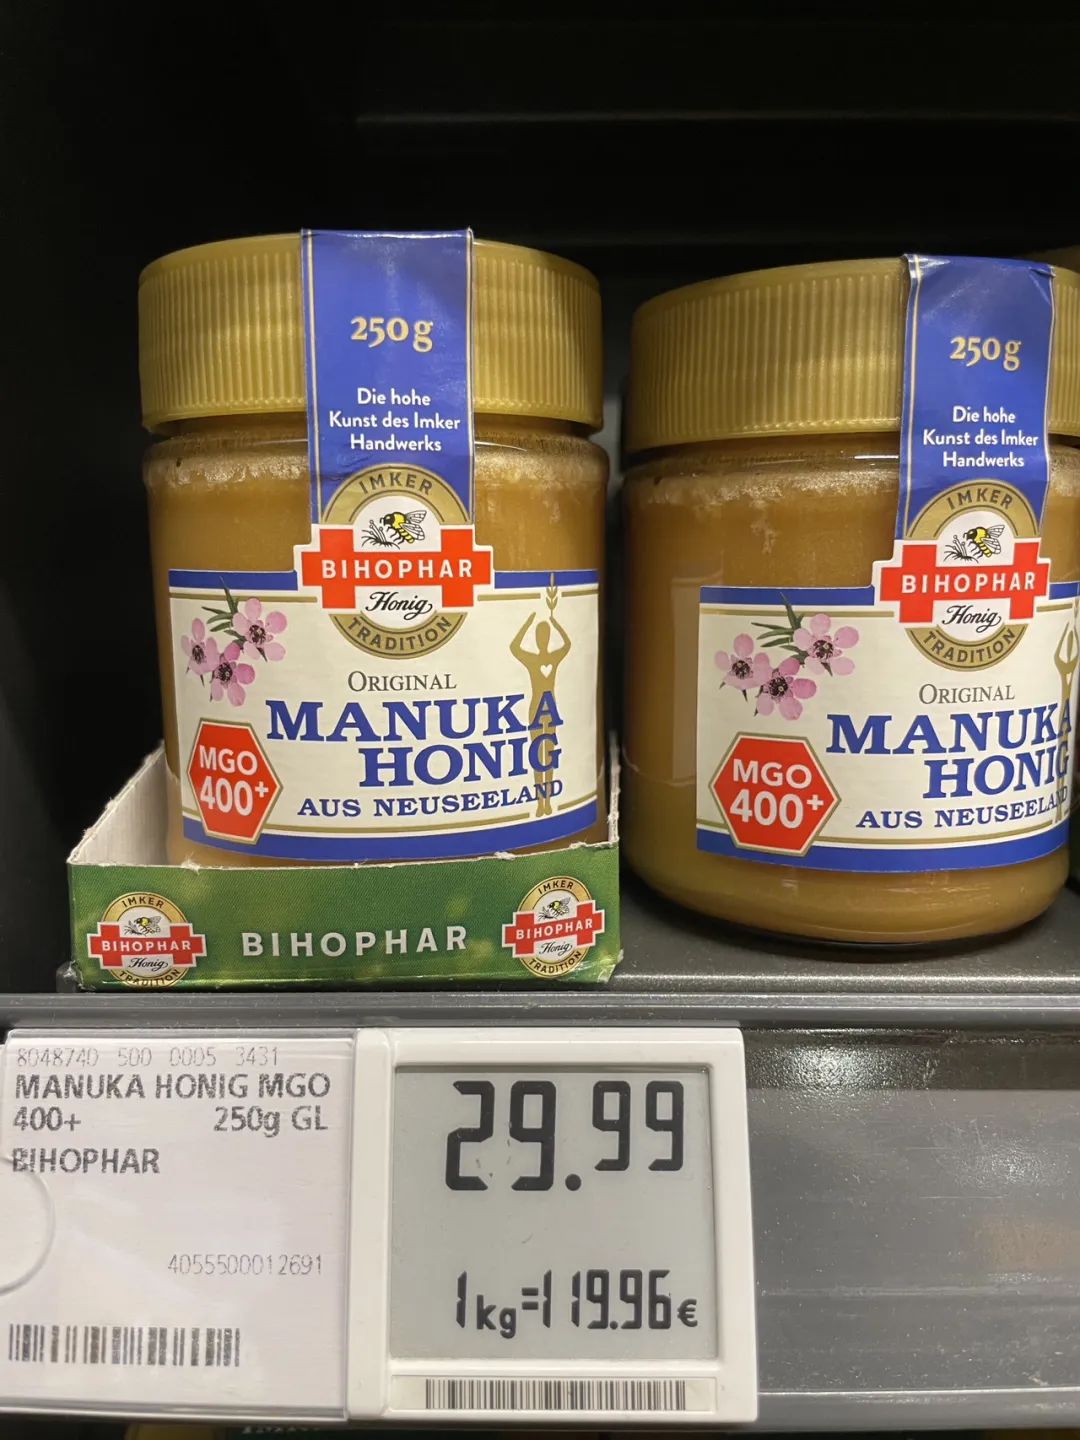 250g
Die hohe
Kunst des Imker
Handwerks
IMKER
BIHOPHAR
Honig
TRADITION
ORIGINAL
MANUKA
HONIG
AUS NEUSEELAND
MGO
400+
250g
Die hohe
Kunst des Imker
Handwerks
IMKER
BIHOPHAR
Honig
TRADITION
ORIGINAL
MANUKA
HONIG
AUS NEUSEELAND
MGO
400+
IMKER
BIHOPHAR
Honig
TRADITION
BIHOPHAR
IMKER
BIHOPHAR
Honig
TRADITION
8048740 500 0005 3431
MANUKA HONIG MGO
400+ 250g GL
BIHOPHAR
4055500012691
29.99
1kg=119.96€